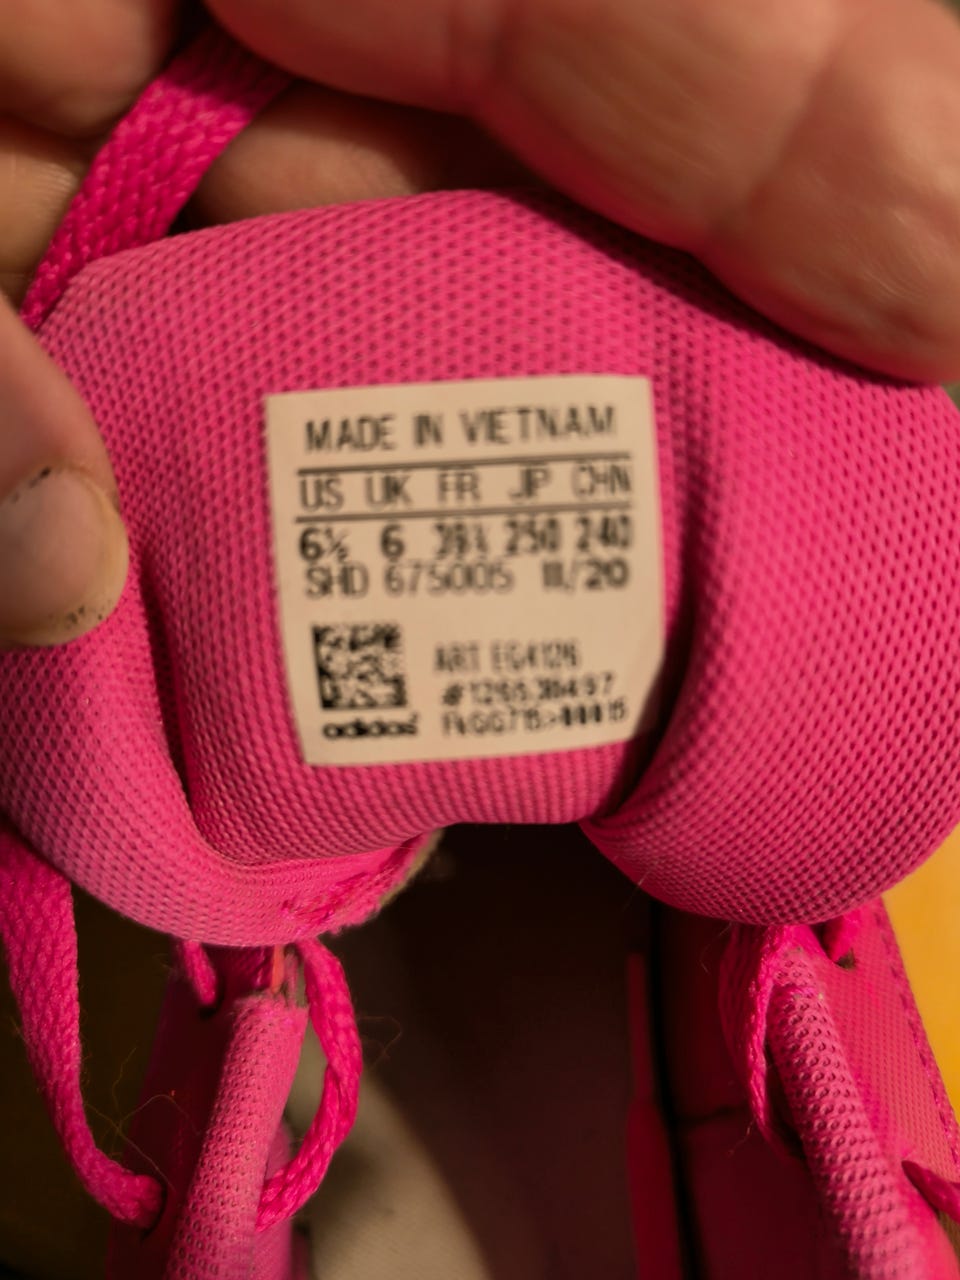 MADE IN VIETNAM
US UK FR JP CHN
6½ 6 39⅓ 250 240
SHD 675005 11/20
ART EG4126
adidas